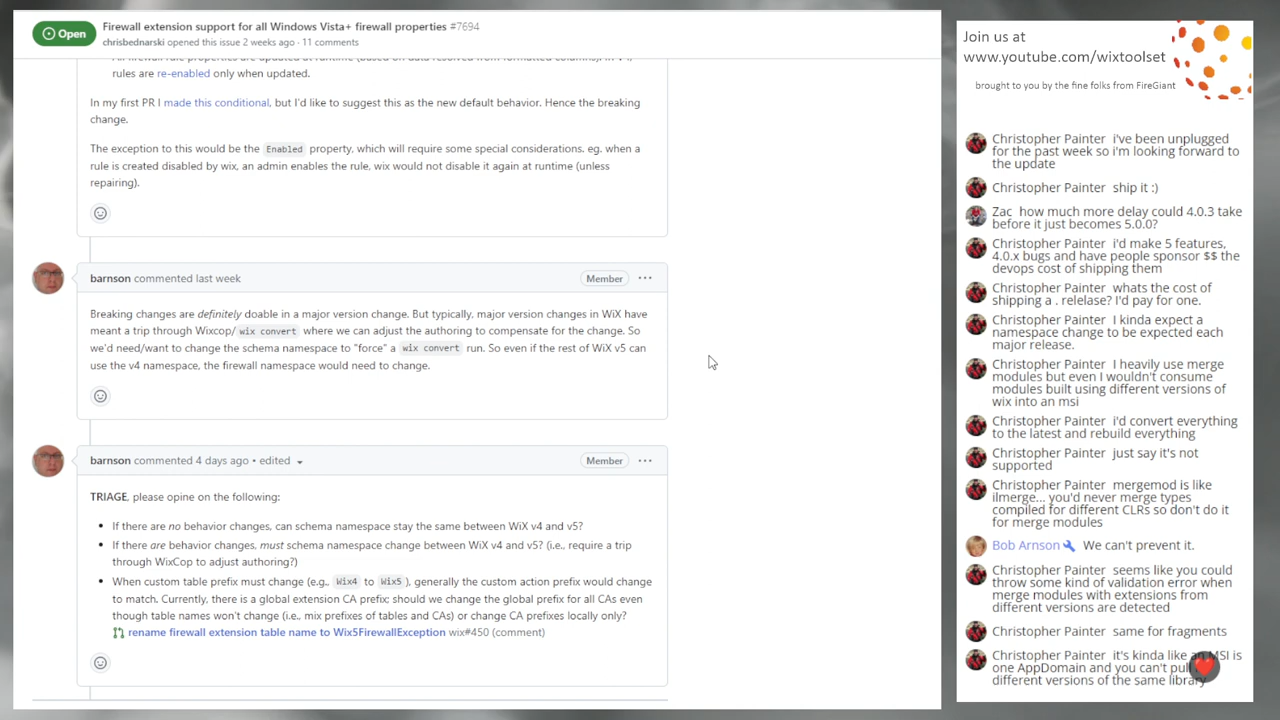 Open
Firewall extension support for all Windows Vista+ firewall properties #7694
chrisbednarski opened this issue 2 weeks ago · 11 comments
rules are re-enabled only when updated.
In my first PR I made this conditional, but I'd like to suggest this as the new default behavior. Hence the breaking
change.
The exception to this would be the Enabled property, which will require some special considerations. eg. when a
rule is created disabled by wix, an admin enables the rule, wix would not disable it again at runtime (unless
repairing).
barnson commented last week
Member
Breaking changes are definitely doable in a major version change. But typically, major version changes in WiX have
meant a trip through Wixcop/ wix convert where we can adjust the authoring to compensate for the change. So
we'd need/want to change the schema namespace to "force" a wix convert run. So even if the rest of WiX v5 can
use the v4 namespace, the firewall namespace would need to change.
barnson commented 4 days ago • edited
Member
TRIAGE, please opine on the following:
• If there are no behavior changes, can schema namespace stay the same between WiX v4 and v5?
• If there are behavior changes, must schema namespace change between WiX v4 and v5? (i.e., require a trip
through WixCop to adjust authoring?)
• When custom table prefix must change (e.g., Wix4 to Wix5), generally the custom action prefix would change
to match. Currently, there is a global extension CA prefix; should we change the global prefix for all CAs even
though table names won't change (i.e., mix prefixes of tables and CAs) or change CA prefixes locally only?
rename firewall extension table name to Wix5FirewallException wix#450 (comment)
Join us at
www.youtube.com/wixtoolset
brought to you by the fine folks from FireGiant
Christopher Painter i've been unplugged
for the past week so i'm looking forward to
the update
Christopher Painter ship it :)
Zac how much more delay could 4.0.3 take
before it just becomes 5.0.0?
Christopher Painter i'd make 5 features,
4.0.x bugs and have people sponsor $$ the
devops cost of shipping them
Christopher Painter whats the cost of
shipping a . relelase? I'd pay for one.
Christopher Painter I kinda expect a
namespace change to be expected each
major release.
Christopher Painter I heavily use merge
modules but even I wouldn't consume
modules built using different versions of
wix into an msi
Christopher Painter i'd convert everything
to the latest and rebuild everything
Christopher Painter just say it's not
supported
Christopher Painter mergemod is like
ilmerge... you'd never merge types
compiled for different CLRs so don't do it
for merge modules
Bob Arnson We can't prevent it.
Christopher Painter seems like you could
throw some kind of validation error when
merge modules with extensions from
different versions are detected
Christopher Painter same for fragments
Christopher Painter it's kinda like an MSI is
one AppDomain and you can't pull
different versions of the same library